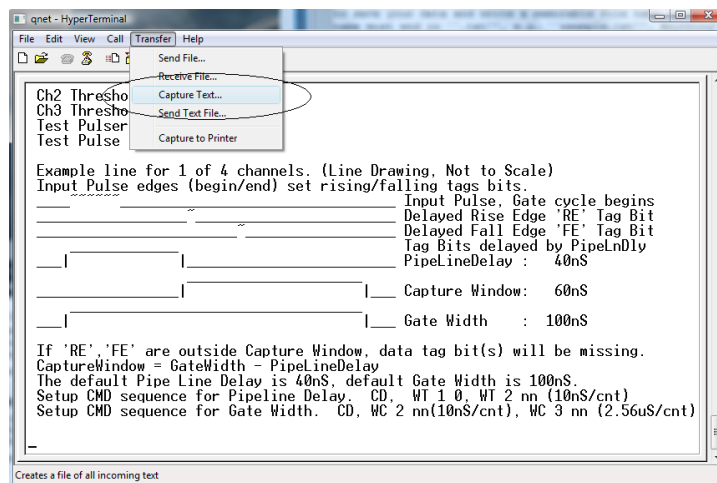 qnet - HyperTerminal
File Edit View Call Transfer Help
Send File...
Receive File...
Capture Text...
Send Text File...
Capture to Printer
Ch2 Thresho
Ch3 Thresho
Test Pulser
Test Pulse
Example line for 1 of 4 channels. (Line Drawing, Not to Scale)
Input Pulse edges (begin/end) set rising/falling tags bits.
Input Pulse, Gate cycle begins
Delayed Rise Edge 'RE' Tag Bit
Delayed Fall Edge 'FE' Tag Bit
Tag Bits delayed by PipeLnDly
PipeLineDelay : 40nS
Capture Window: 60nS
Gate Width : 100nS
If 'RE','FE' are outside Capture Window, data tag bit(s) will be missing.
CaptureWindow = GateWidth - PipeLineDelay
The default Pipe Line Delay is 40nS, default Gate Width is 100nS.
Setup CMD sequence for Pipeline Delay. CD, WT 1 0, WT 2 nn (10nS/cnt)
Setup CMD sequence for Gate Width. CD, WC 2 nn(10nS/cnt), WC 3 nn (2.56uS/cnt)
Creates a file of all incoming text